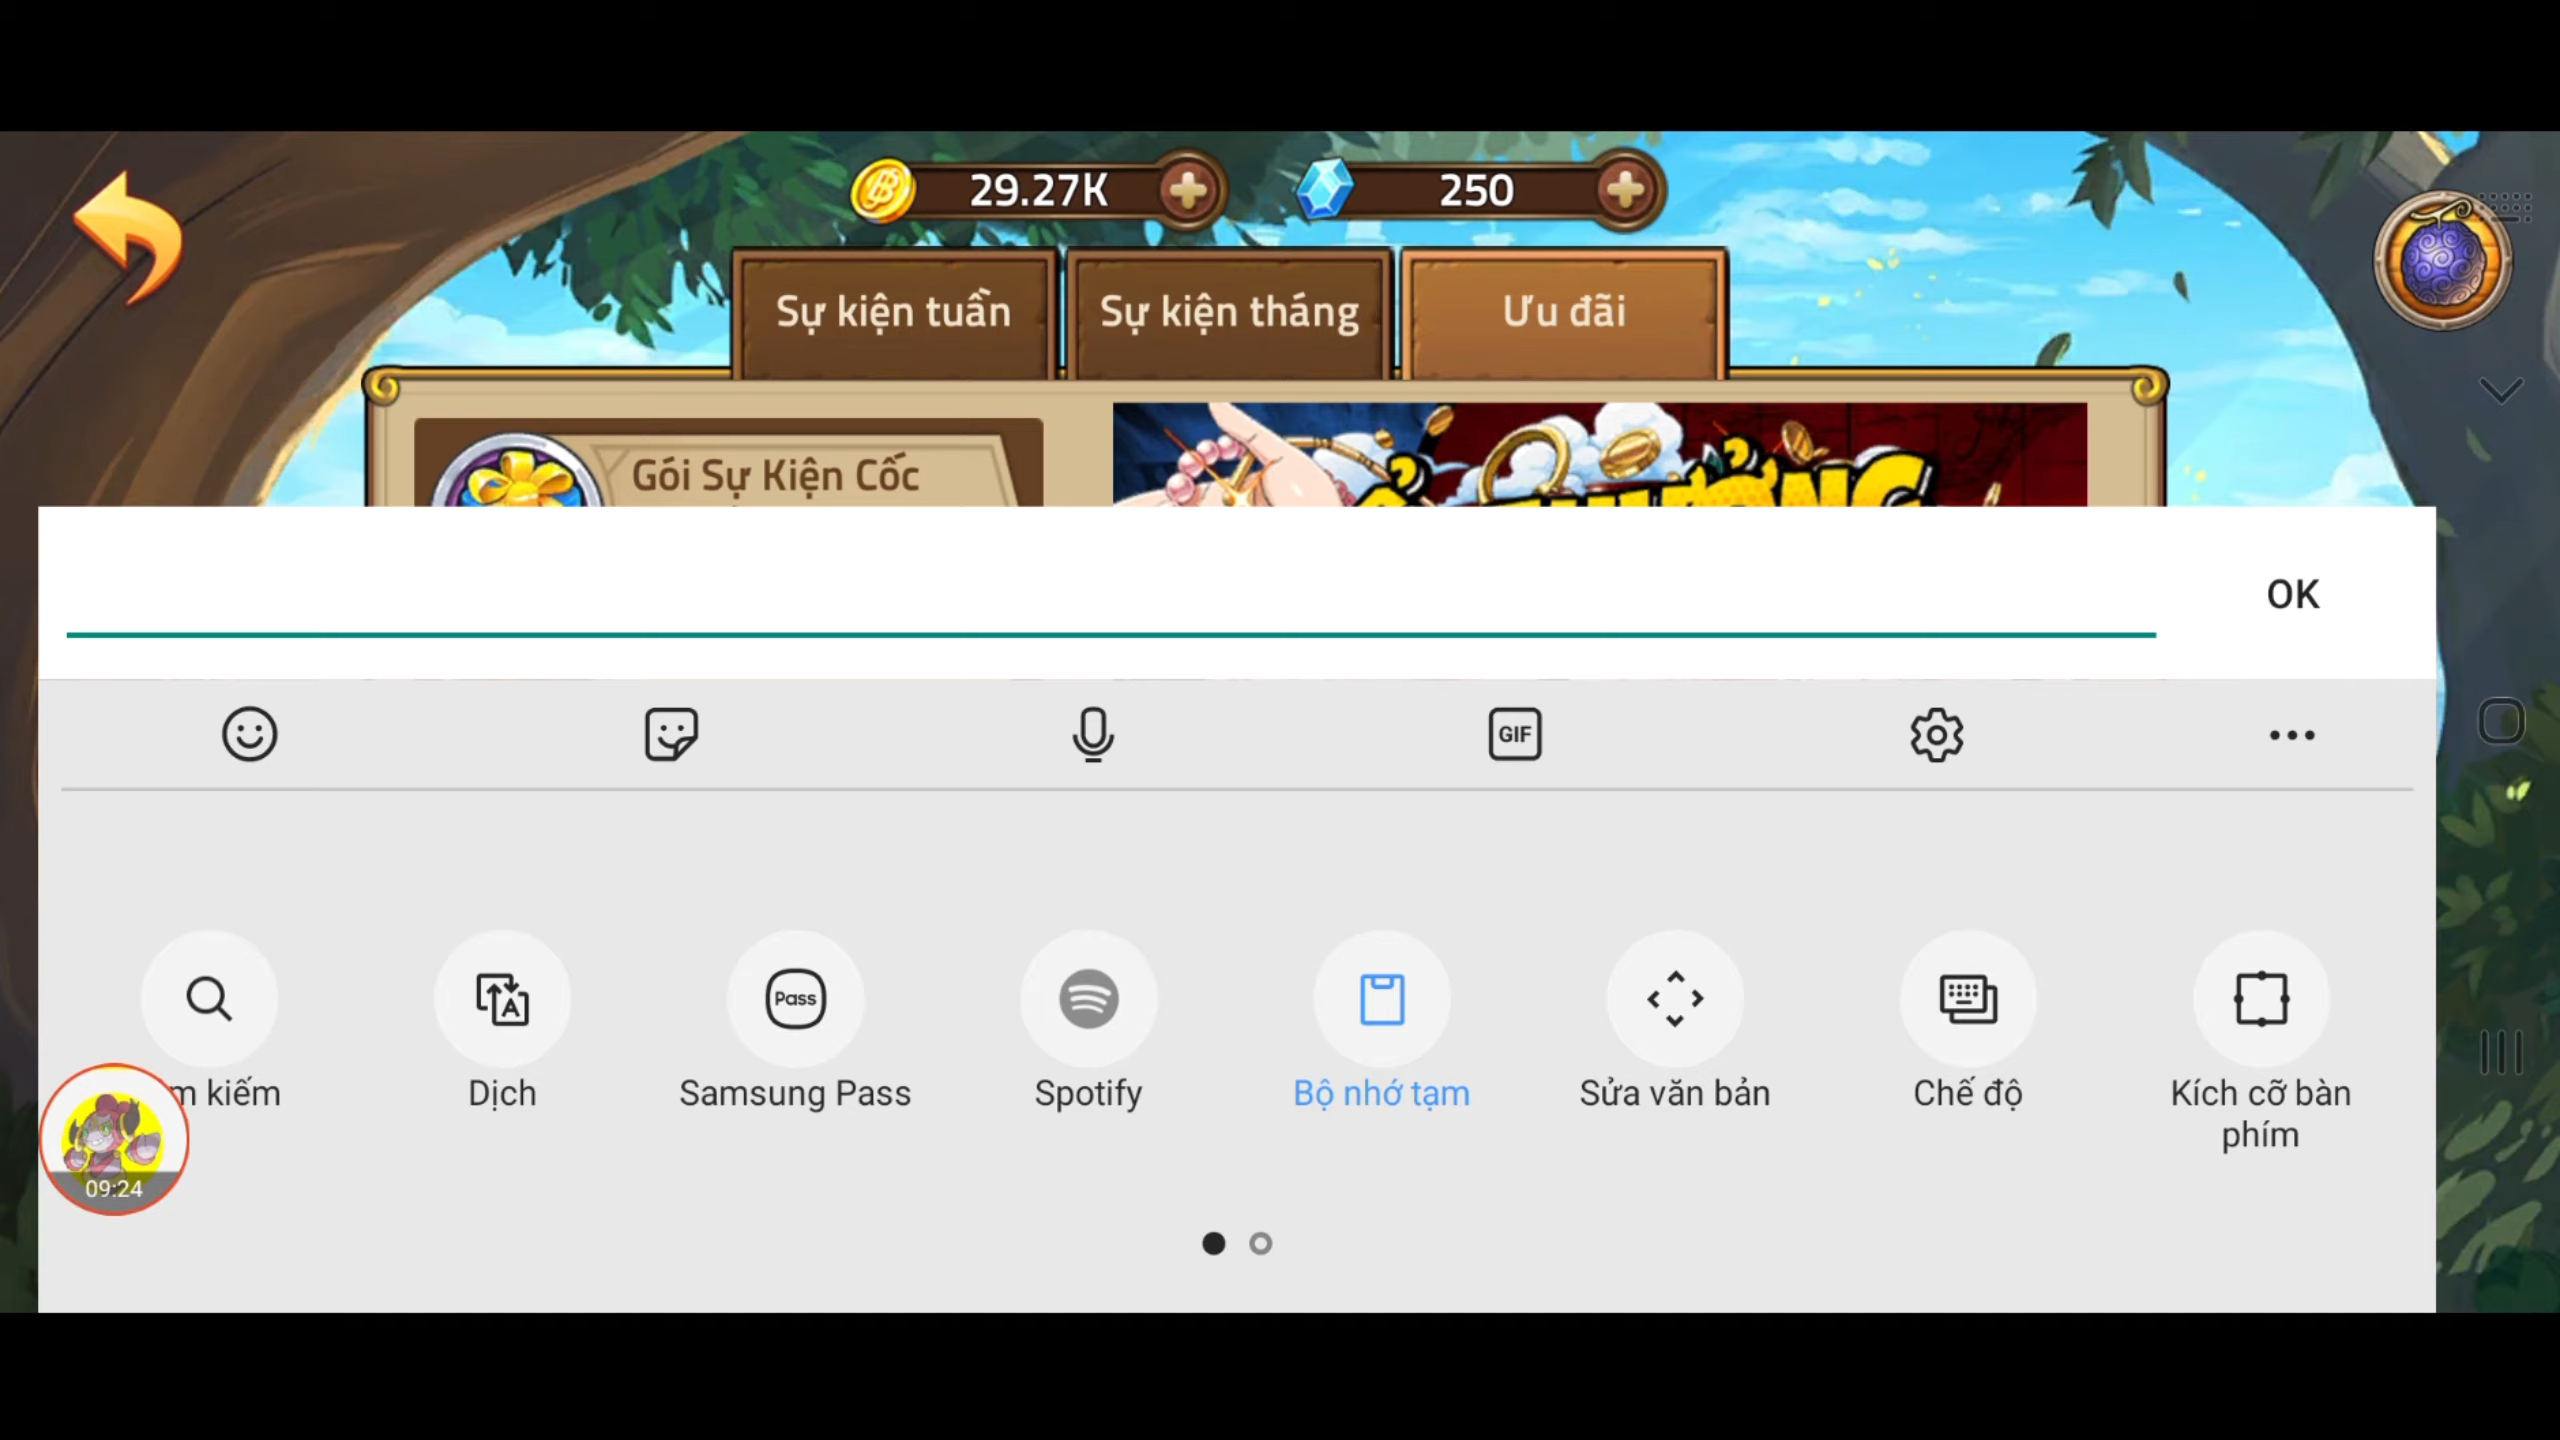 29.27K
250
Sự kiện tuần
Sự kiện tháng
Ưu đãi
Gói Sự Kiện Cốc
OK
GIF
m kiếm
Dịch
Pass
Samsung Pass
Spotify
Bộ nhớ tạm
Sửa văn bản
Chế độ
Kích cỡ bàn
phím
09:24